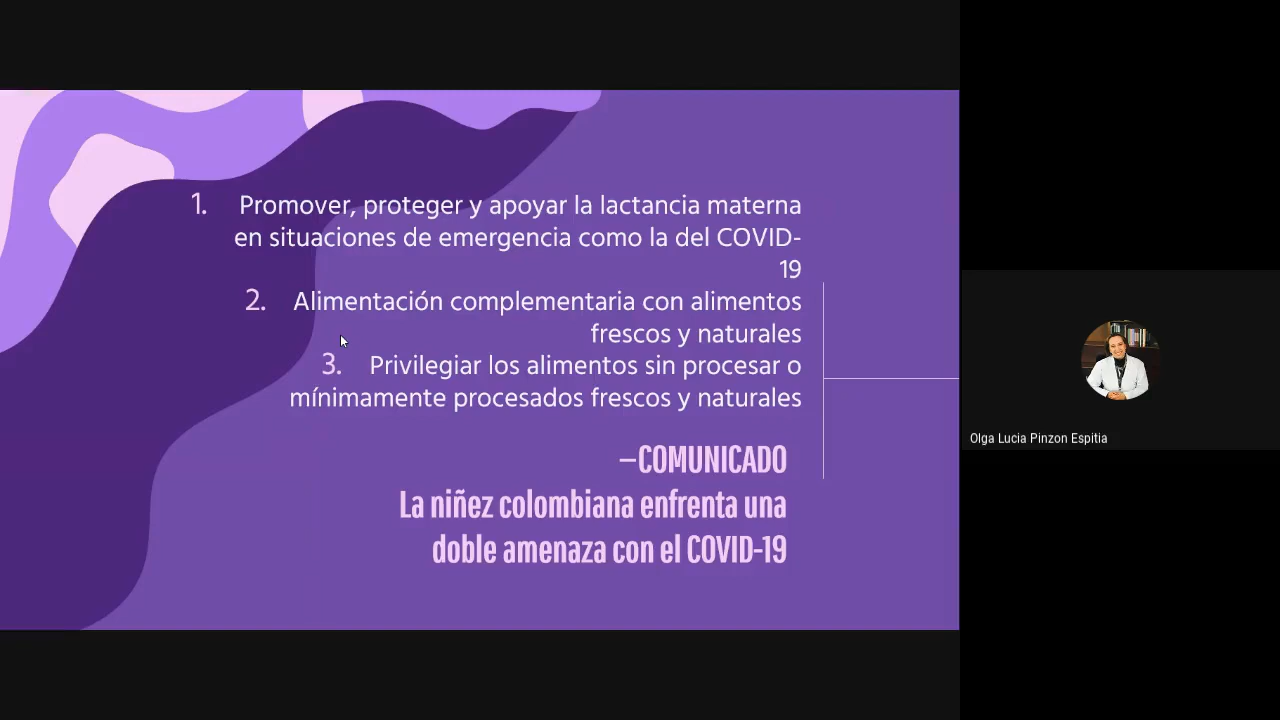 1. Promover, proteger y apoyar la lactancia materna
en situaciones de emergencia como la del COVID-
19
2. Alimentación complementaria con alimentos
frescos y naturales
3. Privilegiar los alimentos sin procesar o
mínimamente procesados frescos y naturales
–COMUNICADO
La niñez colombiana enfrenta una
doble amenaza con el COVID-19
Olga Lucia Pinzon Espitia